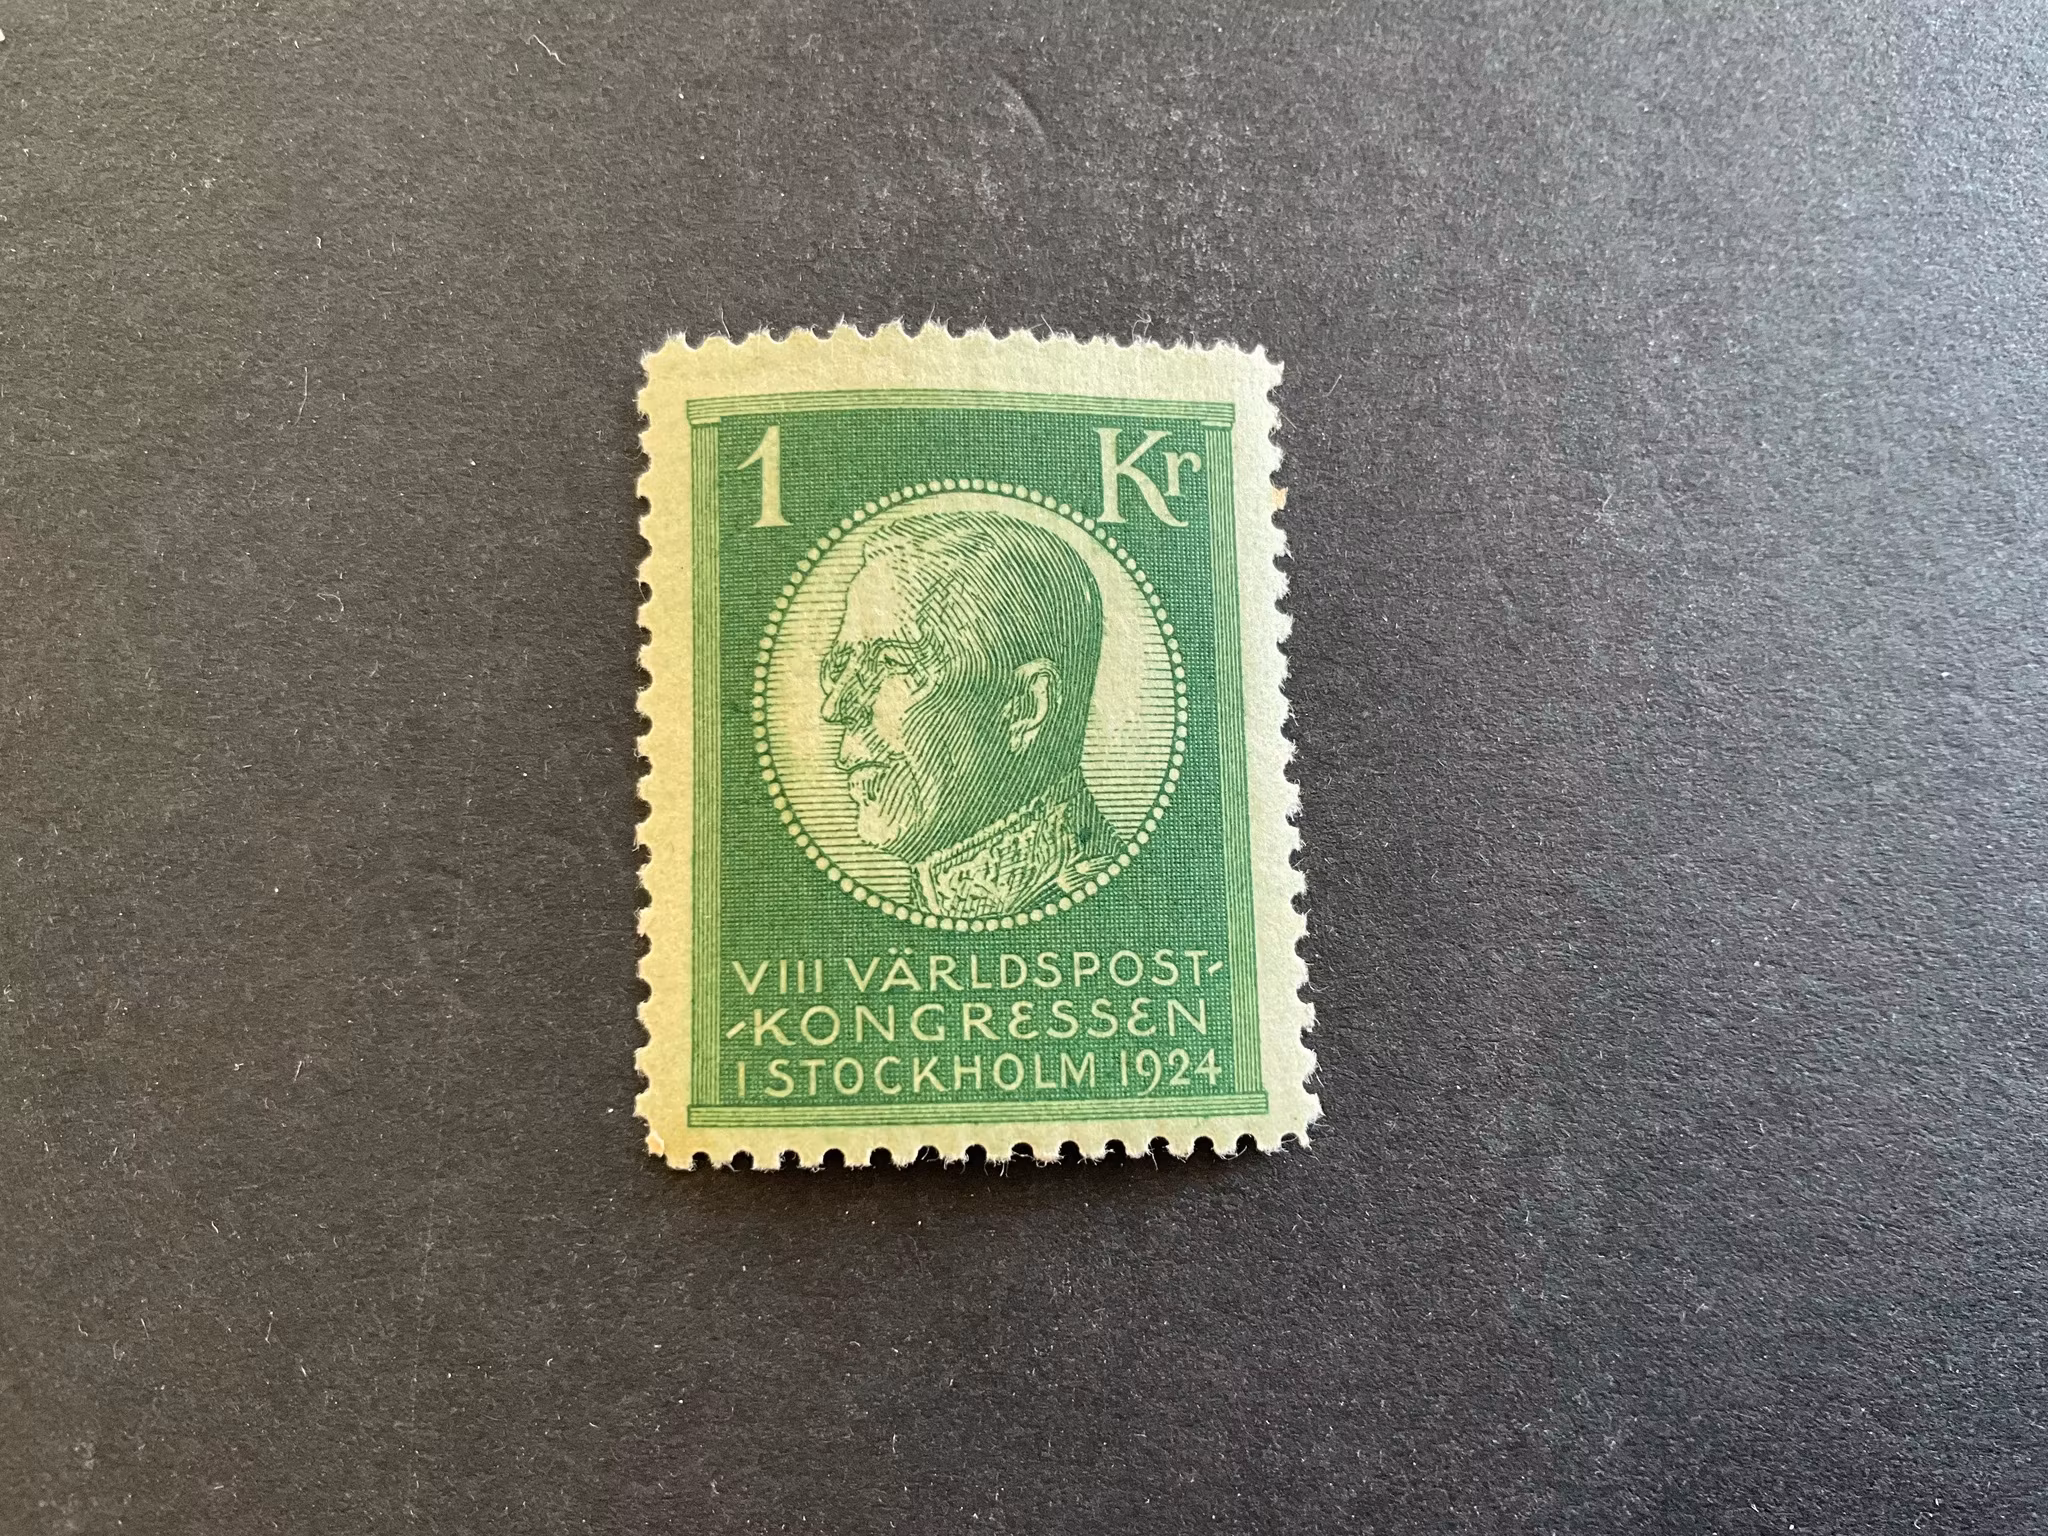 1 Kr
VIII VÄRLDSPOST-
-KONGRESSEN
I STOCKHOLM 1924